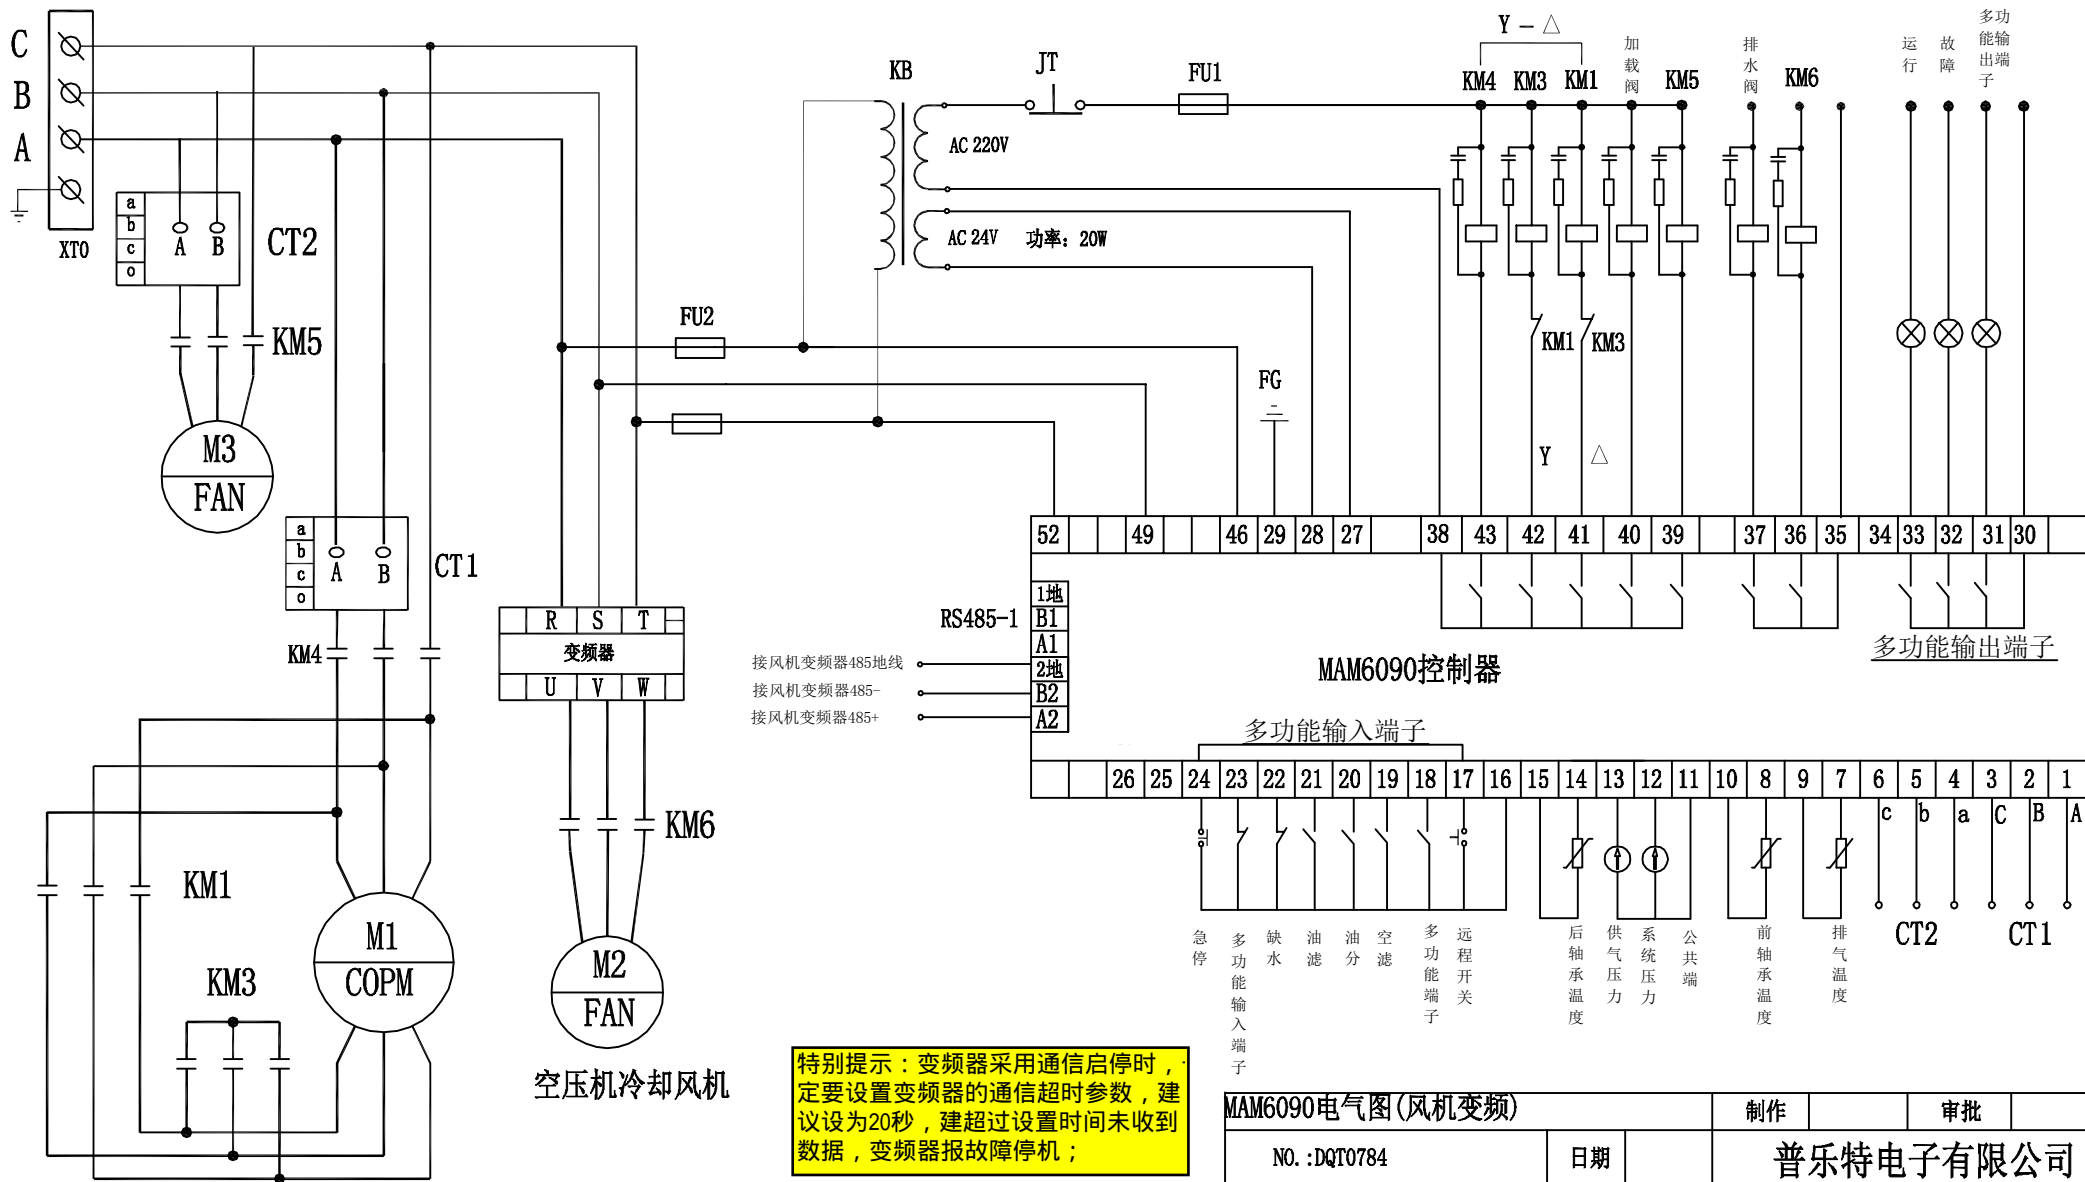 C
B
A
XT0
a
b
c
o
A
B
CT2
KM5
M3
FAN
a
b
c
o
A
B
CT1
KM4
KM1
KM3
M1
COPM
R
S
T
变频器
U
V
W
KM6
M2
FAN
空压机冷却风机
FU2
KB
AC 220V
AC 24V
功率：20W
JT
FU1
FG
Y － △
KM4
KM3
KM1
加载阀
KM5
排水阀
KM6
运行
故障
多功能输出端子
KM1
KM3
Y
△
52
49
46
29
28
27
38
43
42
41
40
39
37
36
35
34
33
32
31
30
RS485-1
1地
B1
A1
2地
B2
A2
接风机变频器485地线
接风机变频器485-
接风机变频器485+
MAM6090控制器
多功能输出端子
多功能输入端子
26
25
24
23
22
21
20
19
18
17
16
15
14
13
12
11
10
8
9
7
6
5
4
3
2
1
c
b
a
C
B
A
CT2
CT1
急停
多功能输入端子
缺水
油滤
油分
空滤
多功能端子
远程开关
后轴承温度
供气压力
系统压力
公共端
前轴承温度
排气温度
特别提示：变频器采用通信启停时，
定要设置变频器的通信超时参数，建
议设为20秒，建超过设置时间未收到
数据，变频器报故障停机；
MAM6090电气图(风机变频)
制作
审批
NO.:DQT0784
日期
普乐特电子有限公司